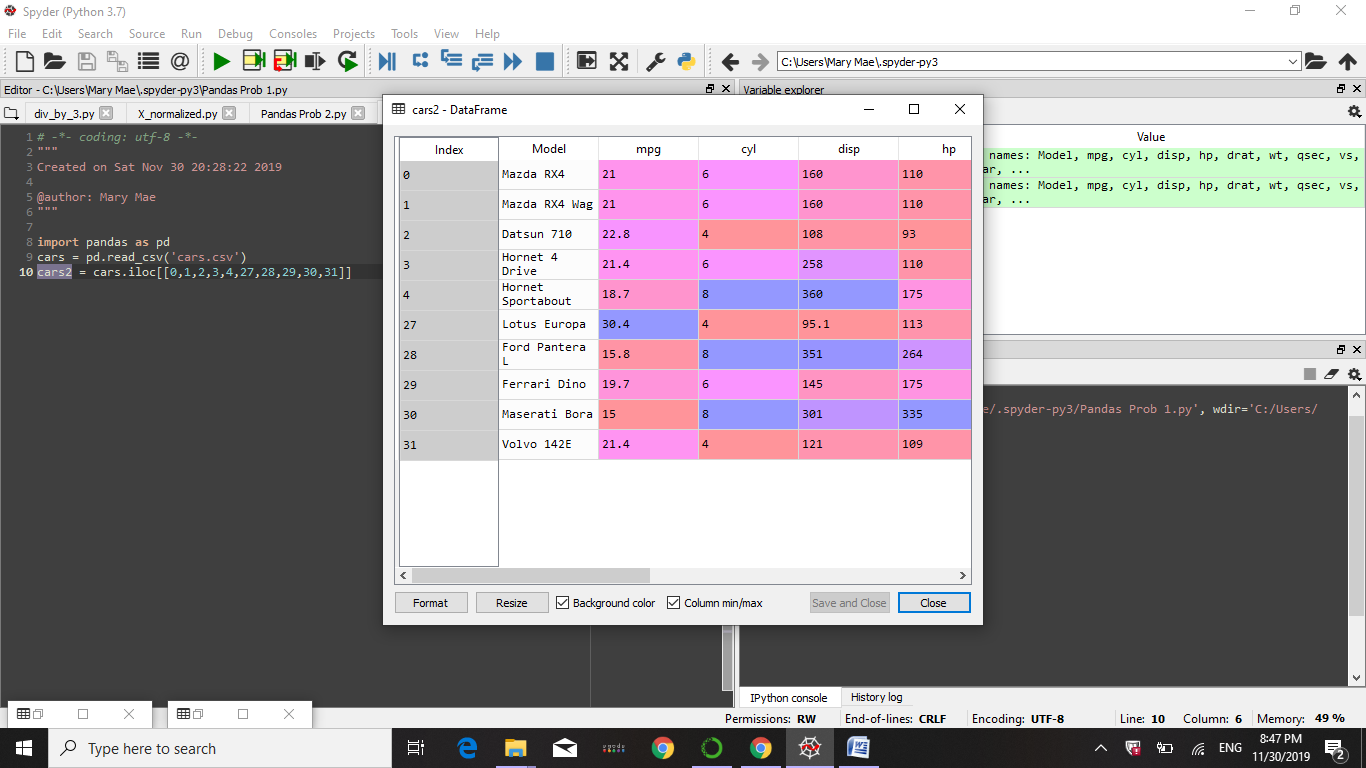 Spyder (Python 3.7)
File Edit Search Source Run Debug Consoles Projects Tools View Help
C:\Users\Mary Mae\.spyder-py3
Editor - C:\Users\Mary Mae\.spyder-py3\Pandas Prob 1.py
Variable explorer
div_by_3.py X_normalized.py Pandas Prob 2.py
1 # -*- coding: utf-8 -*-
2 """
3 Created on Sat Nov 30 20:28:22 2019
4
5 @author: Mary Mae
6 """
7
8 import pandas as pd
9 cars = pd.read_csv('cars.csv')
10 cars2 = cars.iloc[[0,1,2,3,4,27,28,29,30,31]]
cars2 - DataFrame
Index Model mpg cyl disp hp
0 Mazda RX4 21 6 160 110
1 Mazda RX4 Wag 21 6 160 110
2 Datsun 710 22.8 4 108 93
3 Hornet 4 Drive 21.4 6 258 110
4 Hornet Sportabout 18.7 8 360 175
27 Lotus Europa 30.4 4 95.1 113
28 Ford Pantera L 15.8 8 351 264
29 Ferrari Dino 19.7 6 145 175
30 Maserati Bora 15 8 301 335
31 Volvo 142E 21.4 4 121 109
Format Resize Background color Column min/max Save and Close Close
Value
names: Model, mpg, cyl, disp, hp, drat, wt, qsec, vs,
ar, ...
names: Model, mpg, cyl, disp, hp, drat, wt, qsec, vs,
ar, ...
e/.spyder-py3/Pandas Prob 1.py', wdir='C:/Users/
IPython console History log
Permissions: RW End-of-lines: CRLF Encoding: UTF-8 Line: 10 Column: 6 Memory: 49 %
Type here to search
ENG
8:47 PM
11/30/2019
2